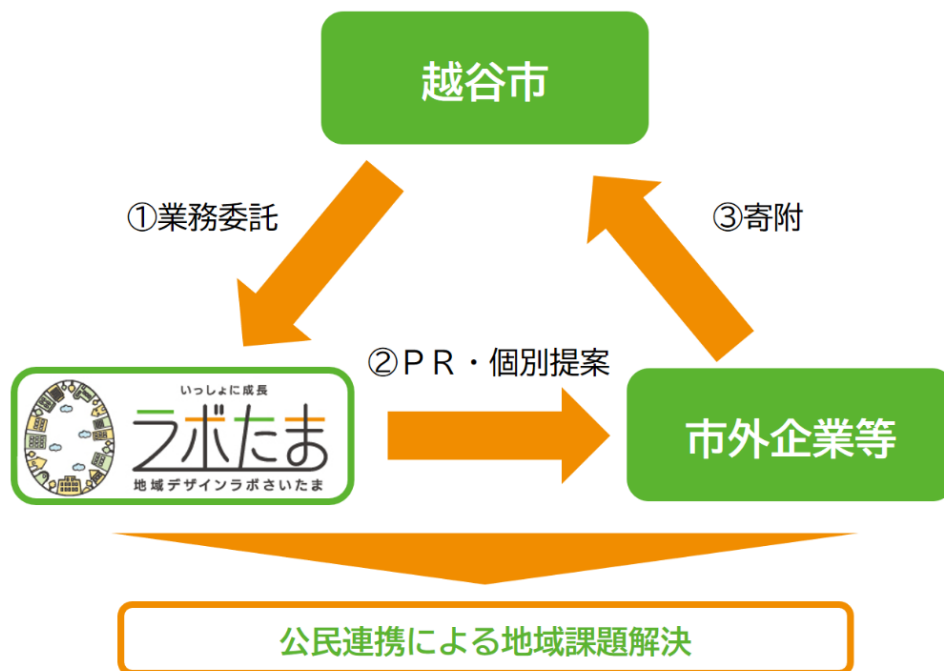 越谷市
①業務委託
③寄附
②ＰＲ・個別提案
いっしょに成長
ラボたま
地域デザインラボさいたま
市外企業等
公民連携による地域課題解決